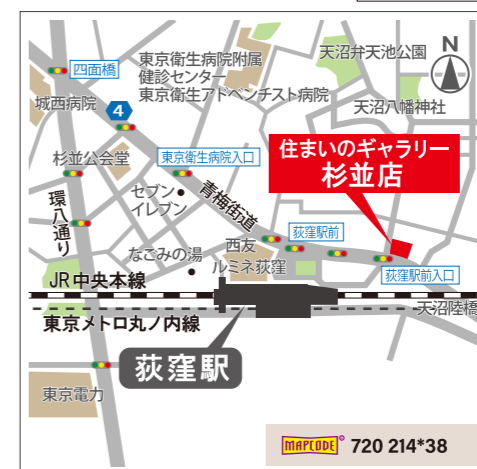 四面橋
東京衛生病院附属
健診センター
東京衛生アドベンチスト病院
天沼弁天池公園
N
城西病院
4
天沼八幡神社
杉並公会堂
東京衛生病院入口
住まいのギャラリー
杉並店
セブン
イレブン
青梅街道
環八通り
荻窪駅前
なごみの湯
西友
ルミネ荻窪
荻窪駅前入口
JR中央本線
天沼陸橋
東京メトロ丸ノ内線
荻窪駅
東京電力
MAPCODE® 720 214*38